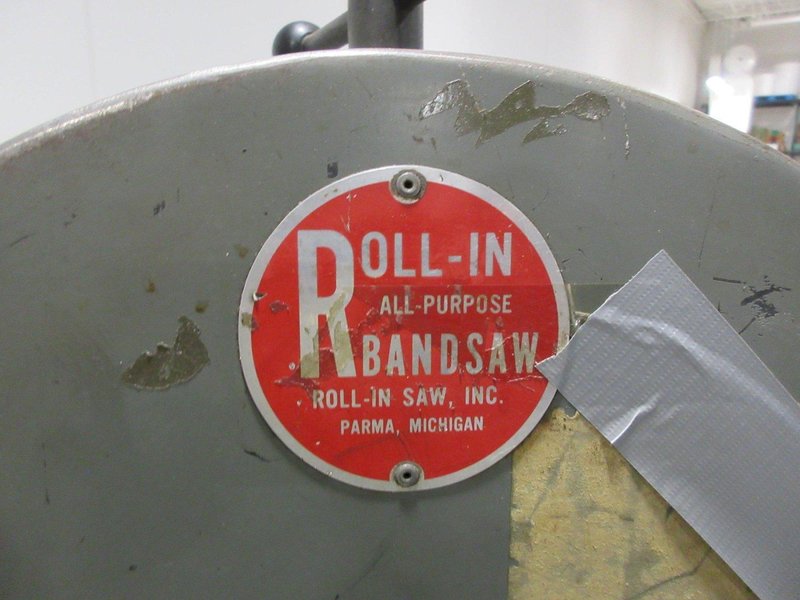 ROLL-IN
ALL-PURPOSE
BANDSAW
ROLL-IN SAW, INC.
PARMA, MICHIGAN